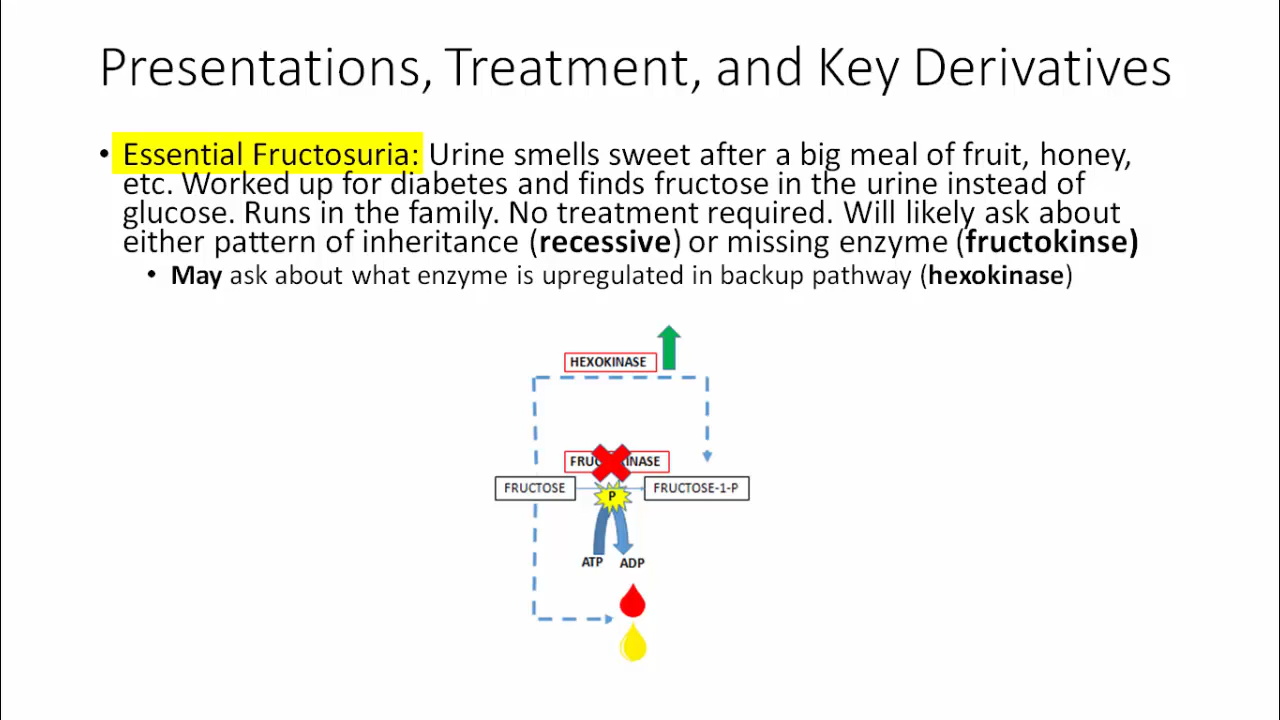 Presentations, Treatment, and Key Derivatives
• Essential Fructosuria: Urine smells sweet after a big meal of fruit, honey,
etc. Worked up for diabetes and finds fructose in the urine instead of
glucose. Runs in the family. No treatment required. Will likely ask about
either pattern of inheritance (recessive) or missing enzyme (fructokinse)
• May ask about what enzyme is upregulated in backup pathway (hexokinase)
HEXOKINASE
FRUC KINASE
FRUCTOSE
P
FRUCTOSE-1-P
ATP
ADP